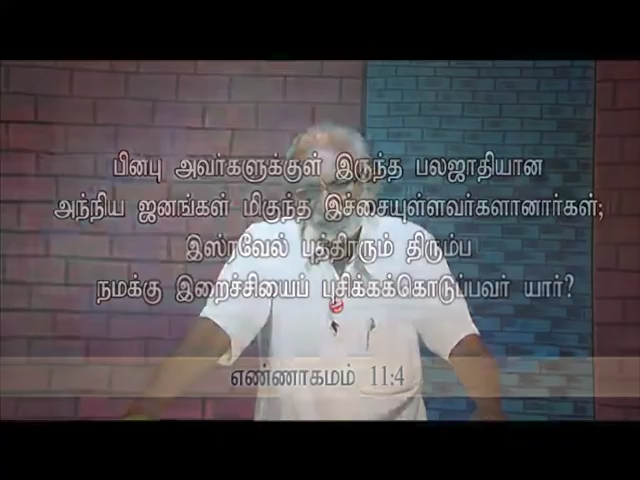 பின்பு அவர்களுக்குள் இருந்த பலஜாதியான
அந்நிய ஜனங்கள் மிகுந்த இச்சையுள்ளவர்களானார்கள்;
இஸ்ரவேல் புத்திரரும் திரும்ப
நமக்கு இறைச்சியைப் புசிக்கக்கொடுப்பவர் யார்?
எண்ணாகமம் 11:4